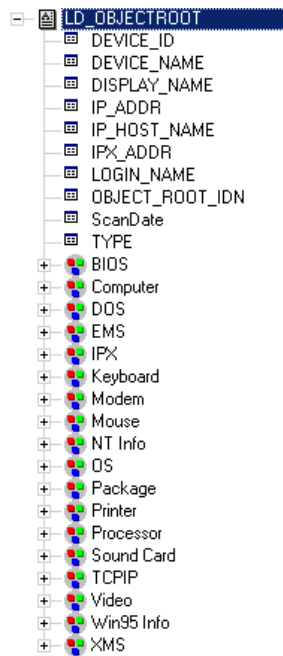 LD_OBJECTROOT
DEVICE_ID
DEVICE_NAME
DISPLAY_NAME
IP_ADDR
IP_HOST_NAME
IPX_ADDR
LOGIN_NAME
OBJECT_ROOT_IDN
ScanDate
TYPE
BIOS
Computer
DOS
EMS
IPX
Keyboard
Modem
Mouse
NT Info
OS
Package
Printer
Processor
Sound Card
TCPIP
Video
Win95 Info
XMS